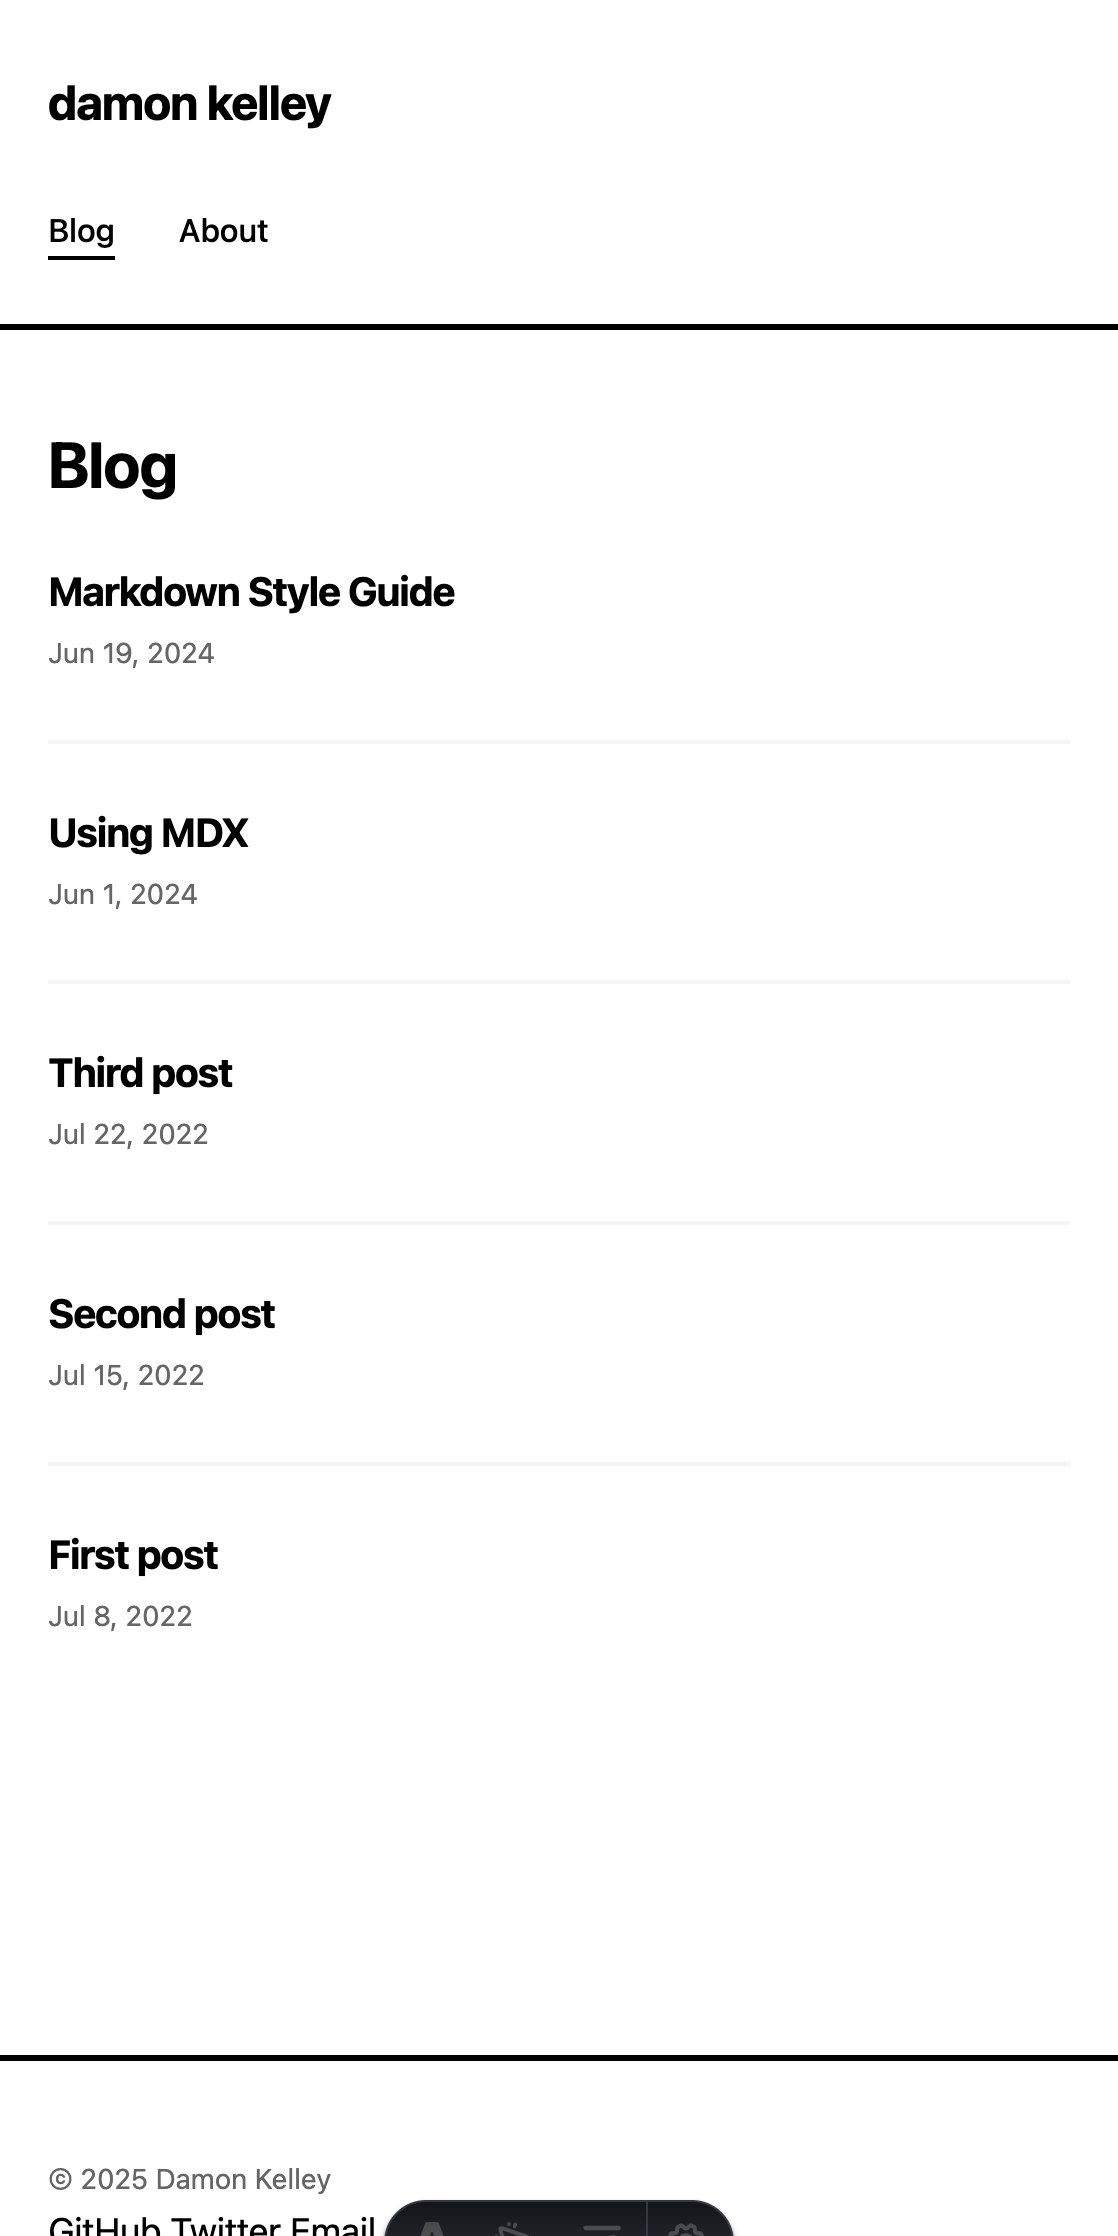 damon kelley
Blog About
Blog
Markdown Style Guide
Jun 19, 2024
Using MDX
Jun 1, 2024
Third post
Jul 22, 2022
Second post
Jul 15, 2022
First post
Jul 8, 2022
© 2025 Damon Kelley
GitHub Twitter Email